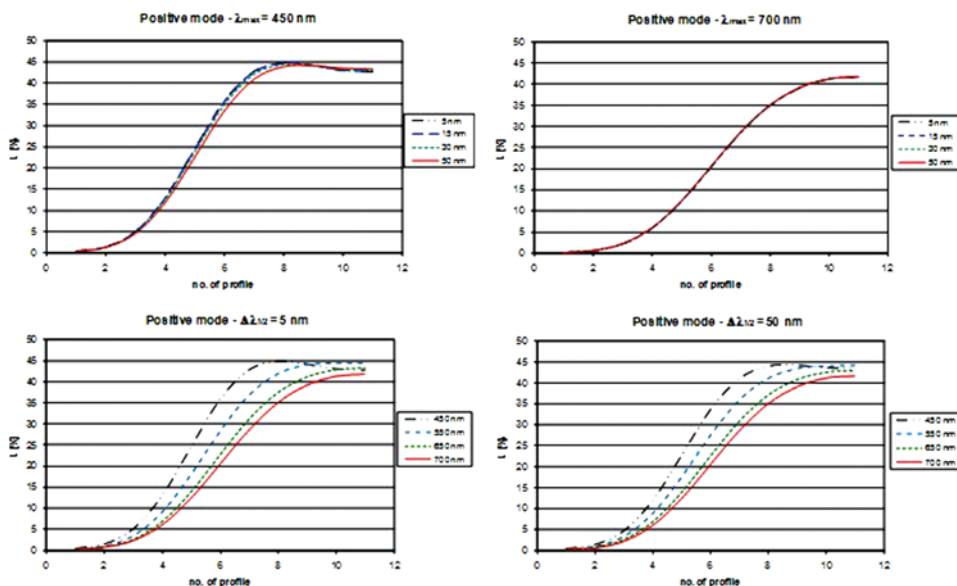 Positive mode - λmax = 450 nm
50
45
40
35
30
25
20
15
10
5
0
L [%]
0 2 4 6 8 10 12
no. of profile
5 nm
15 nm
30 nm
50 nm
Positive mode - λmax = 700 nm
50
45
40
35
30
25
20
15
10
5
0
L [%]
0 2 4 6 8 10 12
no. of profile
5 nm
15 nm
30 nm
50 nm
Positive mode - Δλ1/2 = 5 nm
50
45
40
35
30
25
20
15
10
5
0
L [%]
0 2 4 6 8 10 12
no. of profile
450 nm
550 nm
650 nm
700 nm
Positive mode - Δλ1/2 = 50 nm
50
45
40
35
30
25
20
15
10
5
0
L [%]
0 2 4 6 8 10 12
no. of profile
450 nm
550 nm
650 nm
700 nm